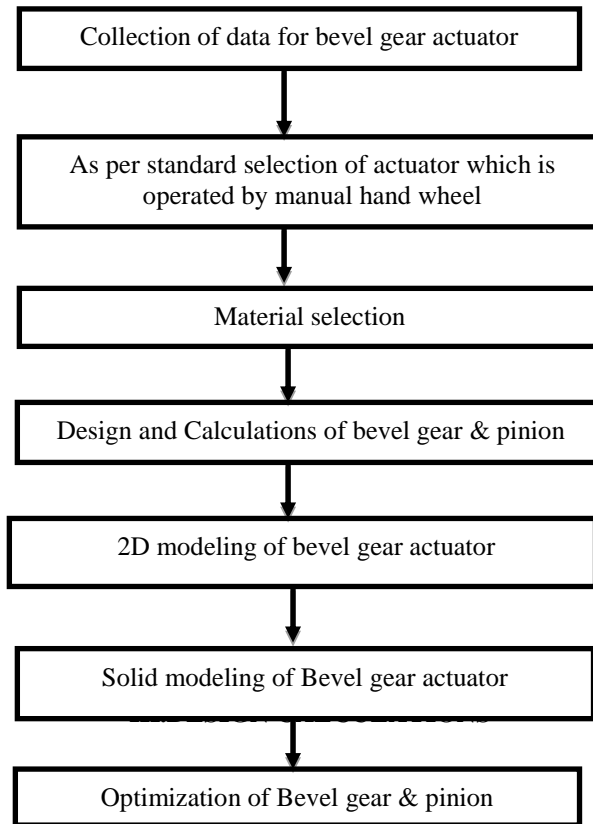 Collection of data for bevel gear actuator
As per standard selection of actuator which is
operated by manual hand wheel
Material selection
Design and Calculations of bevel gear & pinion
2D modeling of bevel gear actuator
Solid modeling of Bevel gear actuator
Optimization of Bevel gear & pinion